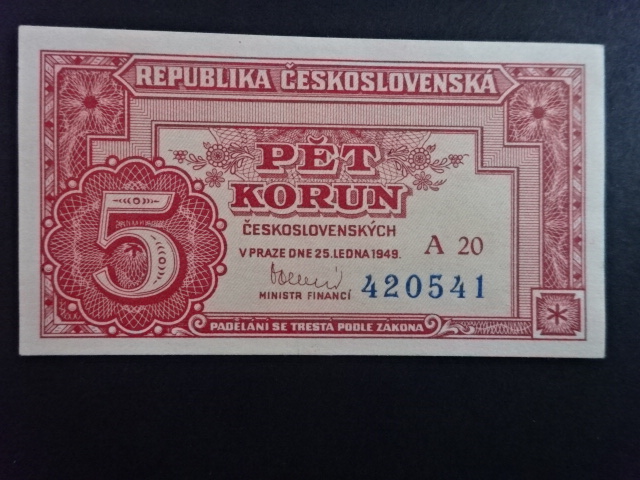 REPUBLIKA ČESKOSLOVENSKÁ
PĚT
KORUN
ČESKOSLOVENSKÝCH
V PRAZE DNE 25. LEDNA 1949.
A 20
5
420541
MINISTR FINANCÍ
PADĚLÁNÍ SE TRESTÁ PODLE ZÁKONA